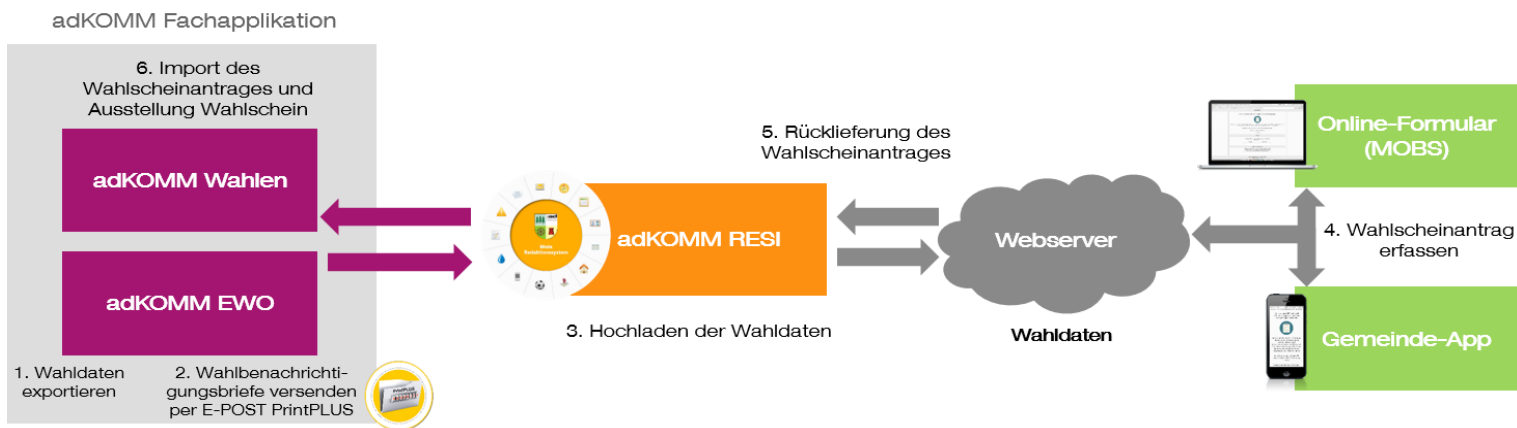 adKOMM Fachapplikation
6. Import des
Wahlscheinantrages und
Ausstellung Wahlschein
adKOMM Wahlen
adKOMM EWO
1. Wahldaten
exportieren
2. Wahlbenachrichti-
gungsbriefe versenden
per E-POST PrintPLUS
PrintPLUS
adKOMM RESI
3. Hochladen der Wahldaten
5. Rücklieferung des
Wahlscheinantrages
Webserver
Wahldaten
Online-Formular
(MOBS)
4. Wahlscheinantrag
erfassen
Gemeinde-App